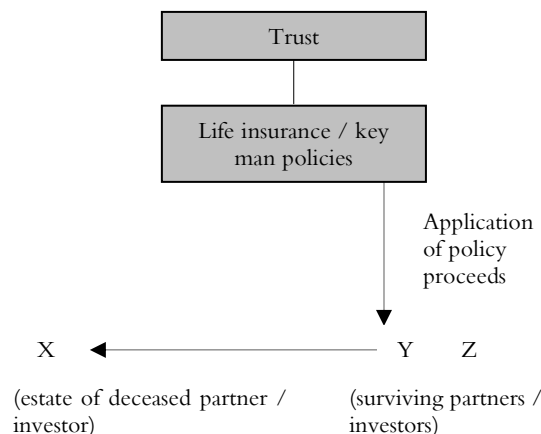 Trust
Life insurance / key
man policies
Application
of policy
proceeds
X Y Z
(estate of deceased partner /
investor)
(surviving partners /
investors)